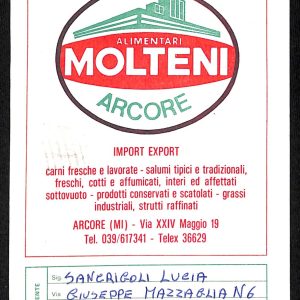 ALIMENTARI
MOLTENI
ARCORE
IMPORT EXPORT
carni fresche e lavorate - salumi tipici e tradizionali,
freschi, cotti e affumicati, interi ed affettati
sottovuoto - prodotti conservati e scatolati - grassi
industriali, strutti raffinati
ARCORE (MI) - Via XXIV Maggio 19
Tel. 039/617341 - Telex 36629
Sig. SANCRIGOLI LUCIA
Via GIUSEPPE MAZZAGLIA N6